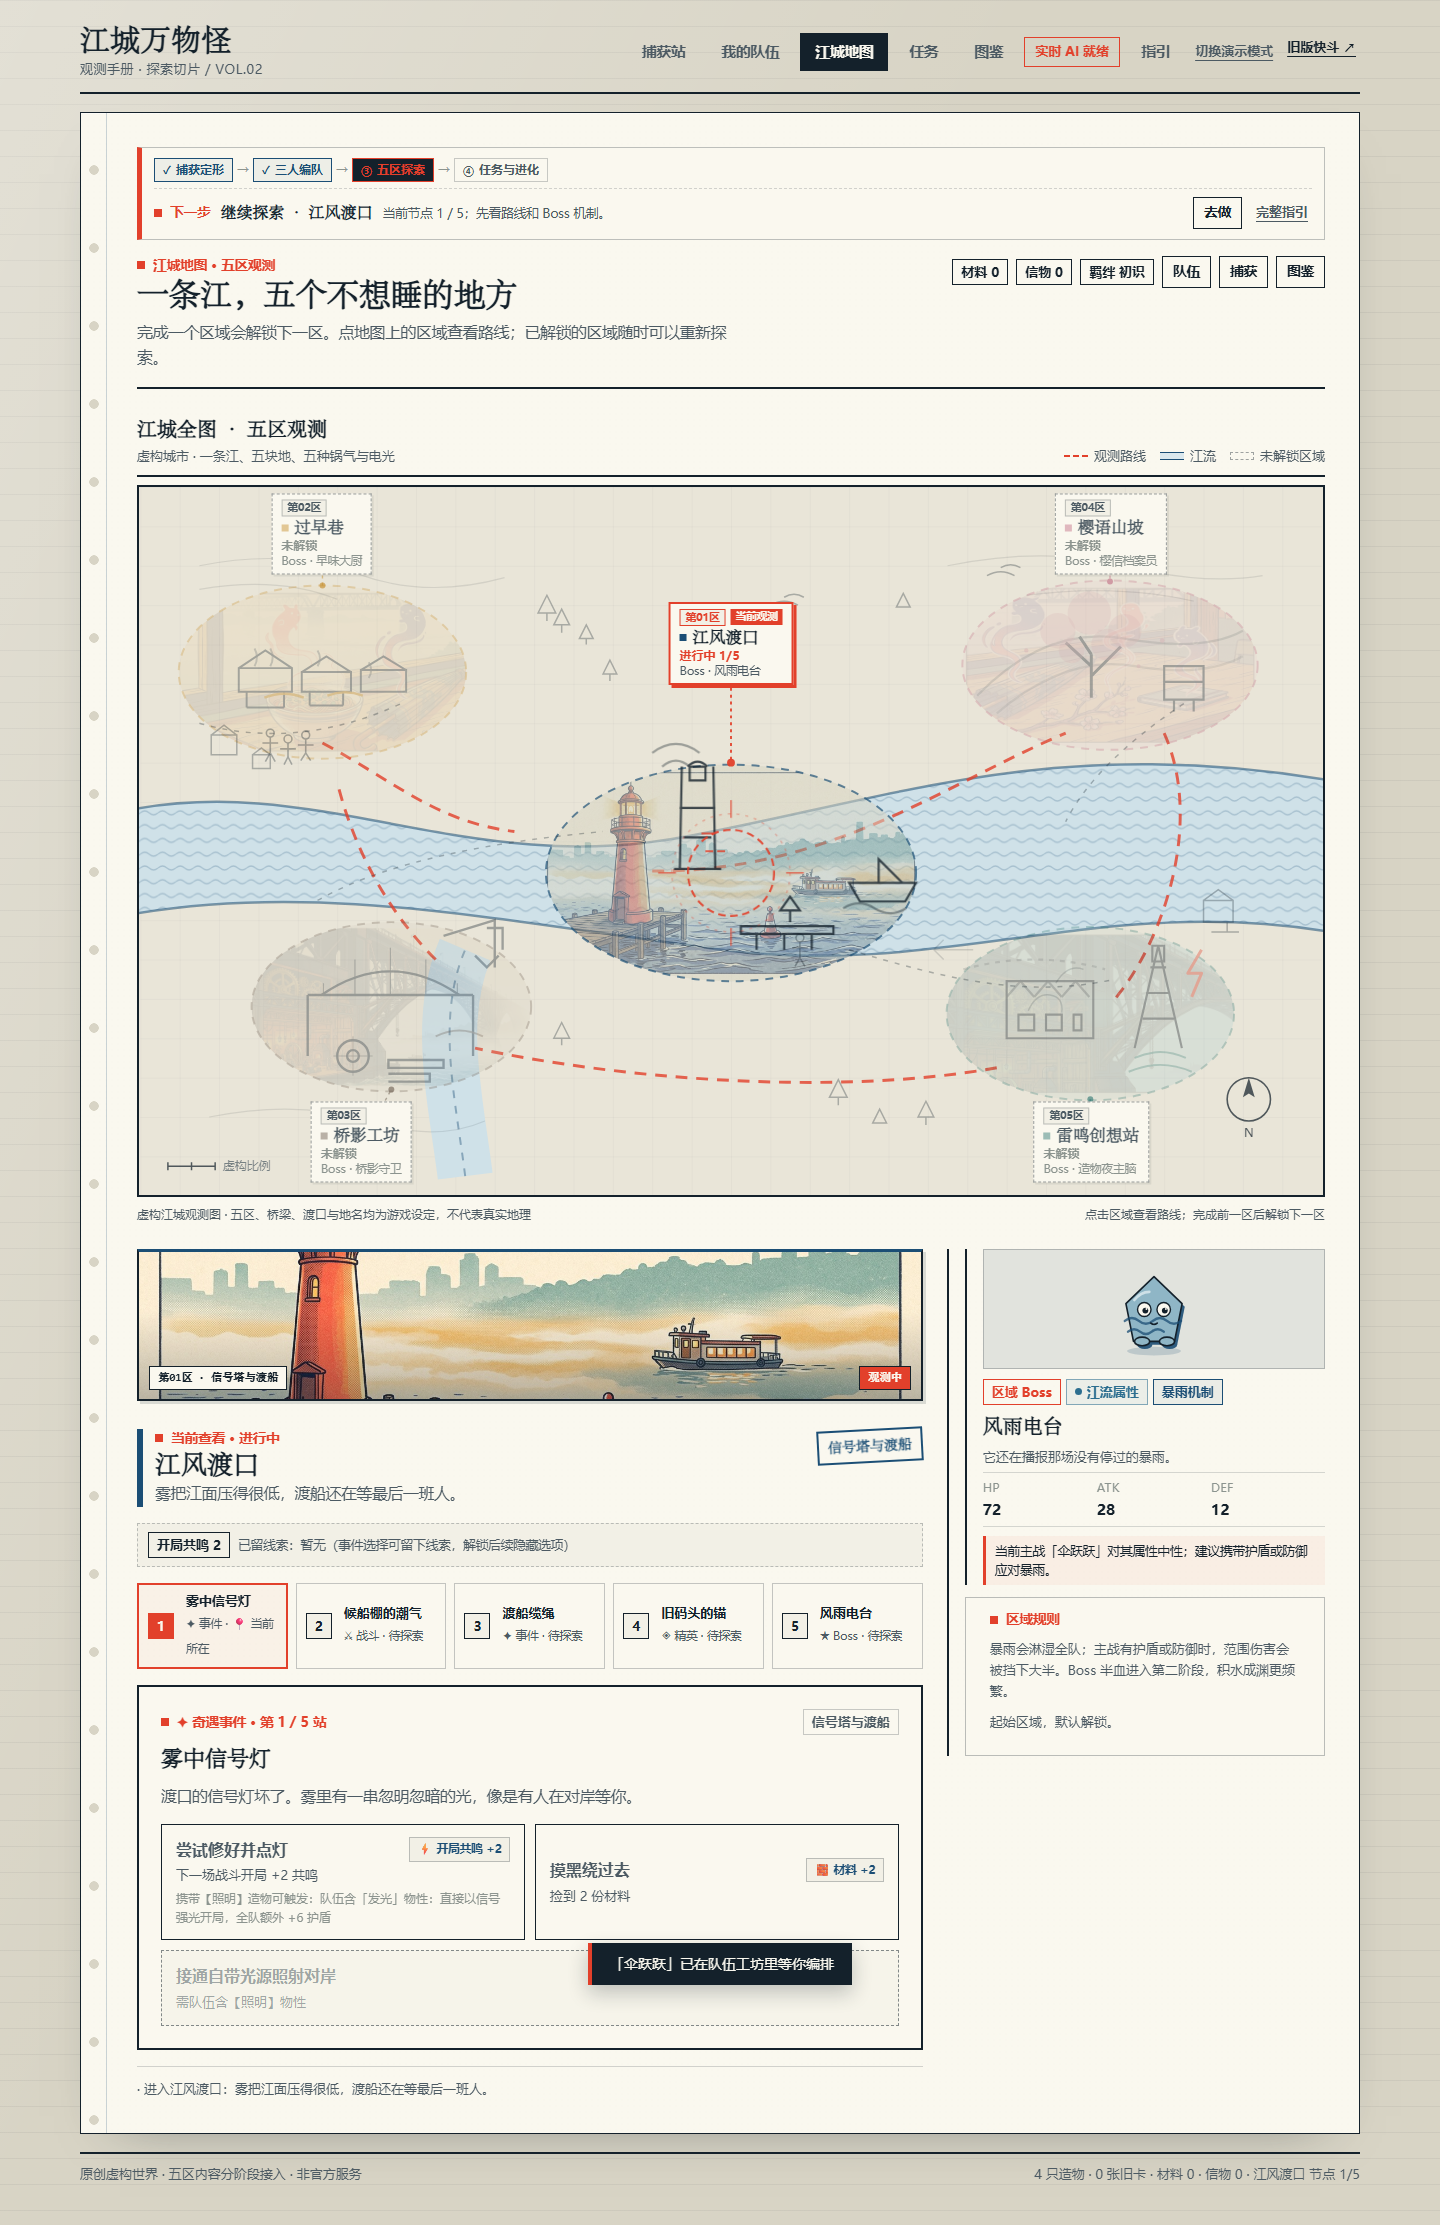 江城万物怪
观测手册 · 探索切片 / VOL.02
捕获站
我的队伍
江城地图
任务
图鉴
实时 AI 就绪
指引
切换演示模式
旧版快斗 ↗
✓ 捕获定形 → ✓ 三人编队 → ③ 五区探索 → ④ 任务与进化
下一步 继续探索 · 江风渡口 当前节点 1 / 5；先看路线和 Boss 机制。
去做
完整指引
江城地图 • 五区观测
一条江，五个不想睡的地方
完成一个区域会解锁下一区。点地图上的区域查看路线；已解锁的区域随时可以重新探
索。
材料 0
信物 0
羁绊 初识
队伍
捕获
图鉴
江城全图 · 五区观测
虚构城市 · 一条江、五块地、五种锅气与电光
观测路线
江流
未解锁区域
第02区
过早巷
未解锁
Boss · 早味大厨
第04区
樱语山坡
未解锁
Boss · 樱信档案员
第01区 当前观测
江风渡口
进行中 1/5
Boss · 风雨电台
第03区
桥影工坊
未解锁
Boss · 桥影守卫
第05区
雷鸣创想站
未解锁
Boss · 造物夜主脑
N
虚构比例
虚构江城观测图 · 五区、桥梁、渡口与地名均为游戏设定，不代表真实地理
点击区域查看路线；完成前一区后解锁下一区
第01区 · 信号塔与渡船
观测中
当前查看 • 进行中
江风渡口
雾把江面压得很低，渡船还在等最后一班人。
信号塔与渡船
开局共鸣 2 已留线索：暂无（事件选择可留下线索，解锁后续隐藏选项）
1 雾中信号灯
✦ 事件 · 📍 当前
所在
2 候船棚的潮气
⚔ 战斗 · 待探索
3 渡船缆绳
✦ 事件 · 待探索
4 旧码头的锚
◈ 精英 · 待探索
5 风雨电台
★ Boss · 待探索
✦ 奇遇事件 • 第 1 / 5 站
信号塔与渡船
雾中信号灯
渡口的信号灯坏了。雾里有一串忽明忽暗的光，像是有人在对岸等你。
尝试修好并点灯
⚡ 开局共鸣 +2
下一场战斗开局 +2 共鸣
携带【照明】造物可触发：队伍含「发光」物性：直接以信号
强光开局，全队额外 +6 护盾
摸黑绕过去
🧱 材料 +2
捡到 2 份材料
接通自带光源照射对岸
需队伍含【照明】物性
「伞跃跃」已在队伍工坊里等你编排
· 进入江风渡口：雾把江面压得很低，渡船还在等最后一班人。
区域 Boss
江流属性
暴雨机制
风雨电台
它还在播报那场没有停过的暴雨。
HP
72
ATK
28
DEF
12
当前主战「伞跃跃」对其属性中性；建议携带护盾或防御
应对暴雨。
区域规则
暴雨会淋湿全队；主战有护盾或防御时，范围伤害会
被挡下大半。Boss 半血进入第二阶段，积水成渊更频
繁。
起始区域，默认解锁。
原创虚构世界 · 五区内容分阶段接入 · 非官方服务
4 只造物 · 0 张旧卡 · 材料 0 · 信物 0 · 江风渡口 节点 1/5